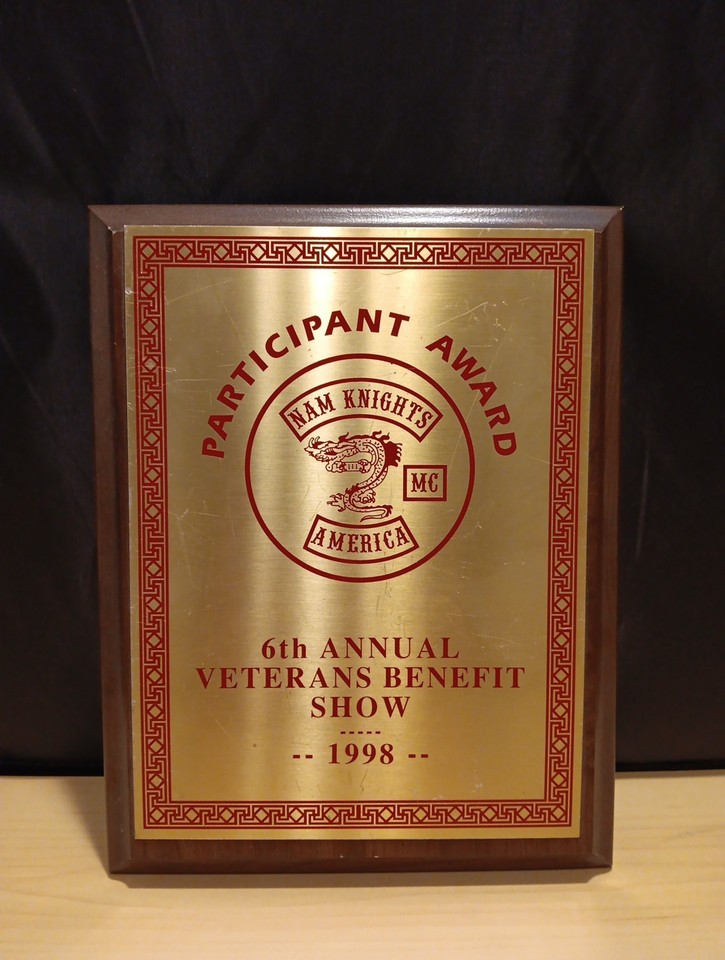 PARTICIPANT AWARD
NAM KNIGHTS
MC
AMERICA
6th ANNUAL
VETERANS BENEFIT
SHOW
-----
-- 1998 --